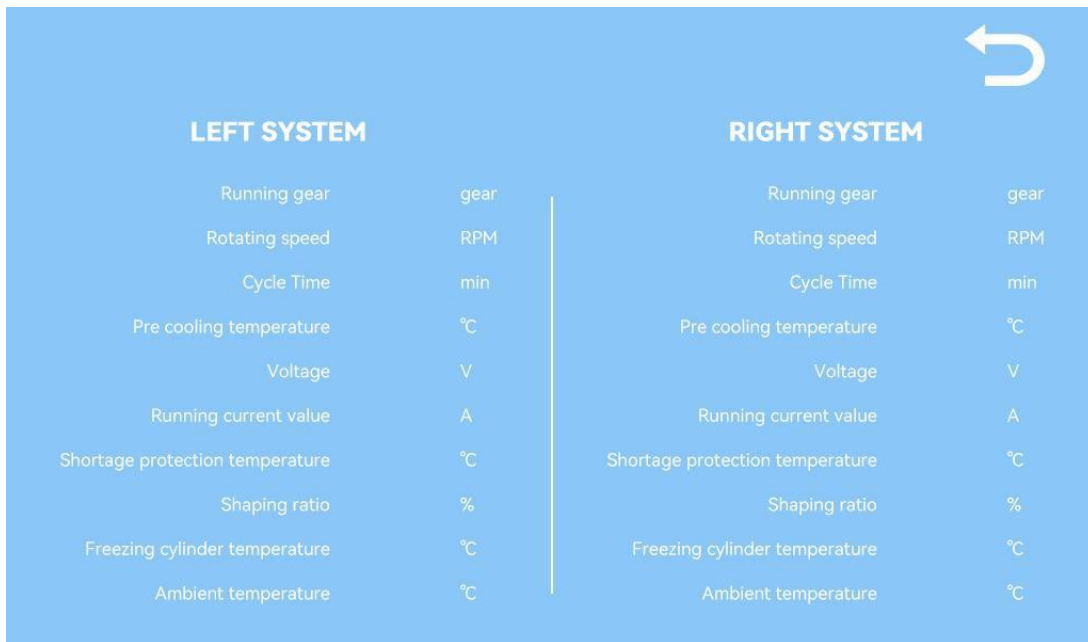 LEFT SYSTEM
Running gear gear
Rotating speed RPM
Cycle Time min
Pre cooling temperature ℃
Voltage V
Running current value A
Shortage protection temperature ℃
Shaping ratio %
Freezing cylinder temperature ℃
Ambient temperature ℃
RIGHT SYSTEM
Running gear gear
Rotating speed RPM
Cycle Time min
Pre cooling temperature ℃
Voltage V
Running current value A
Shortage protection temperature ℃
Shaping ratio %
Freezing cylinder temperature ℃
Ambient temperature ℃